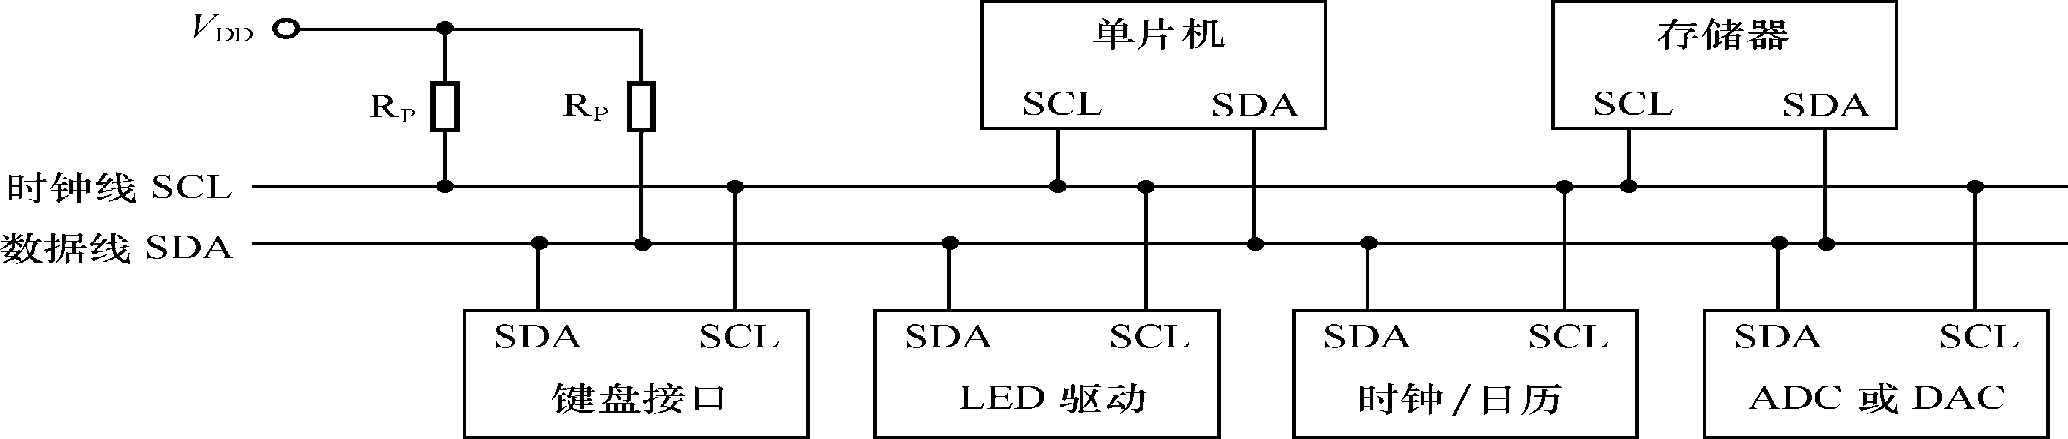 V_DD
R_P
R_P
单片机
SCL SDA
存储器
SCL SDA
时钟线 SCL
数据线 SDA
SDA SCL
键盘接口
SDA SCL
LED 驱动
SDA SCL
时钟/日历
SDA SCL
ADC 或 DAC